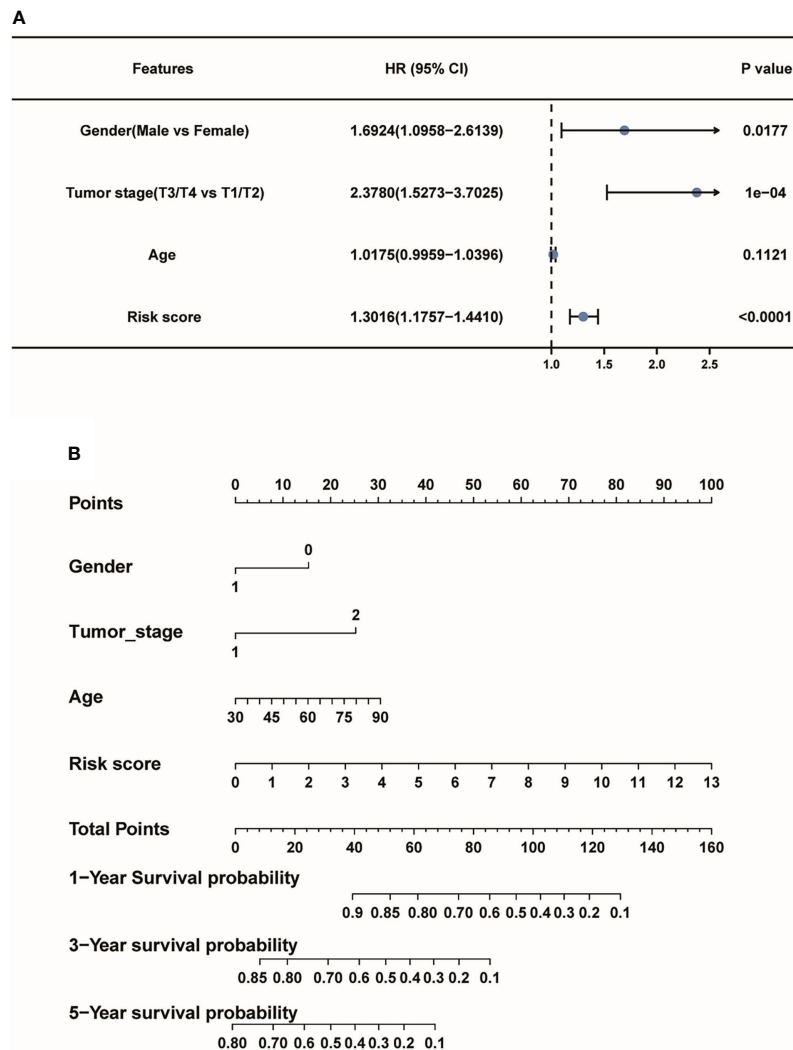 A
Features HR (95% CI) P value
Gender(Male vs Female) 1.6924(1.0958−2.6139) 0.0177
Tumor stage(T3/T4 vs T1/T2) 2.3780(1.5273−3.7025) 1e−04
Age 1.0175(0.9959−1.0396) 0.1121
Risk score 1.3016(1.1757−1.4410) <0.0001
1.0 1.5 2.0 2.5
B
0 10 20 30 40 50 60 70 80 90 100
Points
0
Gender
1
2
Tumor_stage
1
Age
30 45 60 75 90
Risk score
0 1 2 3 4 5 6 7 8 9 10 11 12 13
Total Points
0 20 40 60 80 100 120 140 160
1−Year Survival probability
0.9 0.85 0.80 0.70 0.6 0.5 0.4 0.3 0.2 0.1
3−Year survival probability
0.85 0.80 0.70 0.6 0.5 0.4 0.3 0.2 0.1
5−Year survival probability
0.80 0.70 0.6 0.5 0.4 0.3 0.2 0.1